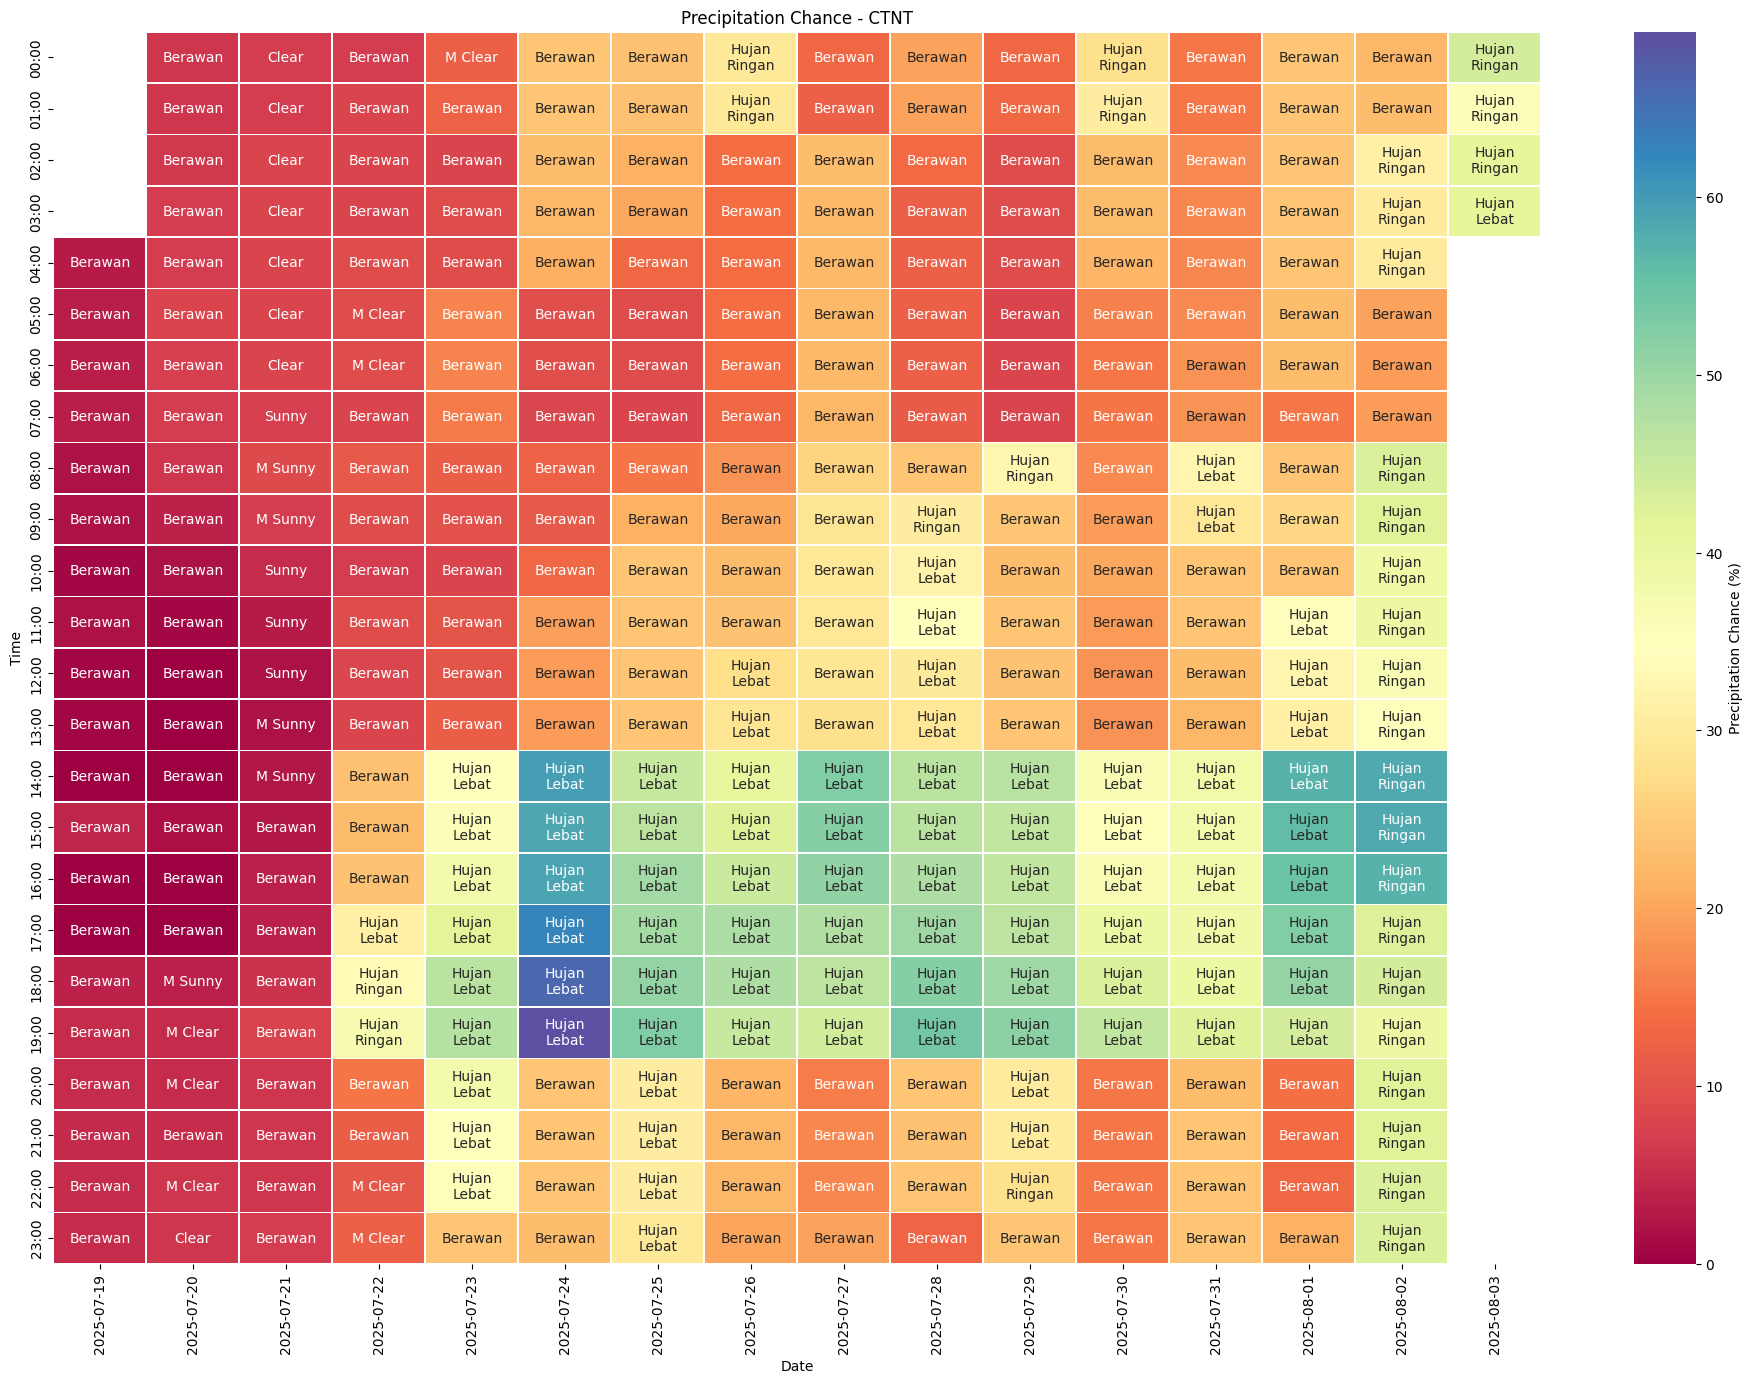 Precipitation Chance - CTNT
00:00 Berawan Clear Berawan M Clear Berawan Berawan Hujan Ringan Berawan Berawan Berawan Hujan Ringan Berawan Berawan Berawan Hujan Ringan
01:00 Berawan Clear Berawan Berawan Berawan Berawan Hujan Ringan Berawan Berawan Berawan Hujan Ringan Berawan Berawan Berawan Hujan Ringan
02:00 Berawan Clear Berawan Berawan Berawan Berawan Berawan Berawan Berawan Berawan Berawan Berawan Berawan Hujan Ringan Hujan Ringan
03:00 Berawan Clear Berawan Berawan Berawan Berawan Berawan Berawan Berawan Berawan Berawan Berawan Berawan Hujan Ringan Hujan Lebat
04:00 Berawan Berawan Clear Berawan Berawan Berawan Berawan Berawan Berawan Berawan Berawan Berawan Berawan Berawan Hujan Ringan
05:00 Berawan Berawan Clear M Clear Berawan Berawan Berawan Berawan Berawan Berawan Berawan Berawan Berawan Berawan Berawan
06:00 Berawan Berawan Clear M Clear Berawan Berawan Berawan Berawan Berawan Berawan Berawan Berawan Berawan Berawan Berawan
07:00 Berawan Berawan Sunny Berawan Berawan Berawan Berawan Berawan Berawan Berawan Berawan Berawan Berawan Berawan Berawan
08:00 Berawan Berawan M Sunny Berawan Berawan Berawan Berawan Berawan Berawan Berawan Hujan Ringan Berawan Hujan Lebat Berawan Hujan Ringan
09:00 Berawan Berawan M Sunny Berawan Berawan Berawan Berawan Berawan Berawan Hujan Ringan Berawan Berawan Hujan Lebat Berawan Hujan Ringan
10:00 Berawan Berawan Sunny Berawan Berawan Berawan Berawan Berawan Berawan Hujan Lebat Berawan Berawan Berawan Berawan Hujan Ringan
11:00 Berawan Berawan Sunny Berawan Berawan Berawan Berawan Berawan Berawan Hujan Lebat Berawan Berawan Berawan Hujan Lebat Hujan Ringan
12:00 Berawan Berawan Sunny Berawan Berawan Berawan Berawan Hujan Lebat Berawan Hujan Lebat Berawan Berawan Berawan Hujan Lebat Hujan Ringan
13:00 Berawan Berawan M Sunny Berawan Berawan Berawan Berawan Hujan Lebat Berawan Hujan Lebat Berawan Berawan Berawan Hujan Lebat Hujan Ringan
14:00 Berawan Berawan M Sunny Berawan Hujan Lebat Hujan Lebat Hujan Lebat Hujan Lebat Hujan Lebat Hujan Lebat Hujan Lebat Hujan Lebat Hujan Lebat Hujan Lebat Hujan Ringan
15:00 Berawan Berawan Berawan Berawan Hujan Lebat Hujan Lebat Hujan Lebat Hujan Lebat Hujan Lebat Hujan Lebat Hujan Lebat Hujan Lebat Hujan Lebat Hujan Lebat Hujan Ringan
16:00 Berawan Berawan Berawan Berawan Hujan Lebat Hujan Lebat Hujan Lebat Hujan Lebat Hujan Lebat Hujan Lebat Hujan Lebat Hujan Lebat Hujan Lebat Hujan Lebat Hujan Ringan
17:00 Berawan Berawan Berawan Hujan Lebat Hujan Lebat Hujan Lebat Hujan Lebat Hujan Lebat Hujan Lebat Hujan Lebat Hujan Lebat Hujan Lebat Hujan Lebat Hujan Lebat Hujan Ringan
18:00 Berawan M Sunny Berawan Hujan Ringan Hujan Lebat Hujan Lebat Hujan Lebat Hujan Lebat Hujan Lebat Hujan Lebat Hujan Lebat Hujan Lebat Hujan Lebat Hujan Lebat Hujan Ringan
19:00 Berawan M Clear Berawan Hujan Ringan Hujan Lebat Hujan Lebat Hujan Lebat Hujan Lebat Hujan Lebat Hujan Lebat Hujan Lebat Hujan Lebat Hujan Lebat Hujan Lebat Hujan Ringan
20:00 Berawan M Clear Berawan Berawan Hujan Lebat Berawan Hujan Lebat Berawan Berawan Berawan Hujan Lebat Berawan Berawan Berawan Hujan Ringan
21:00 Berawan Berawan Berawan Berawan Hujan Lebat Berawan Hujan Lebat Berawan Berawan Berawan Hujan Lebat Berawan Berawan Berawan Hujan Ringan
22:00 Berawan M Clear Berawan M Clear Hujan Lebat Berawan Hujan Lebat Berawan Berawan Berawan Hujan Ringan Berawan Berawan Berawan Hujan Ringan
23:00 Berawan Clear Berawan M Clear Berawan Berawan Hujan Lebat Berawan Berawan Berawan Berawan Berawan Berawan Berawan Hujan Ringan
Time
2025-07-19 2025-07-20 2025-07-21 2025-07-22 2025-07-23 2025-07-24 2025-07-25 2025-07-26 2025-07-27 2025-07-28 2025-07-29 2025-07-30 2025-07-31 2025-08-01 2025-08-02 2025-08-03
Date
60
50
40
30
20
10
0
Precipitation Chance (%)